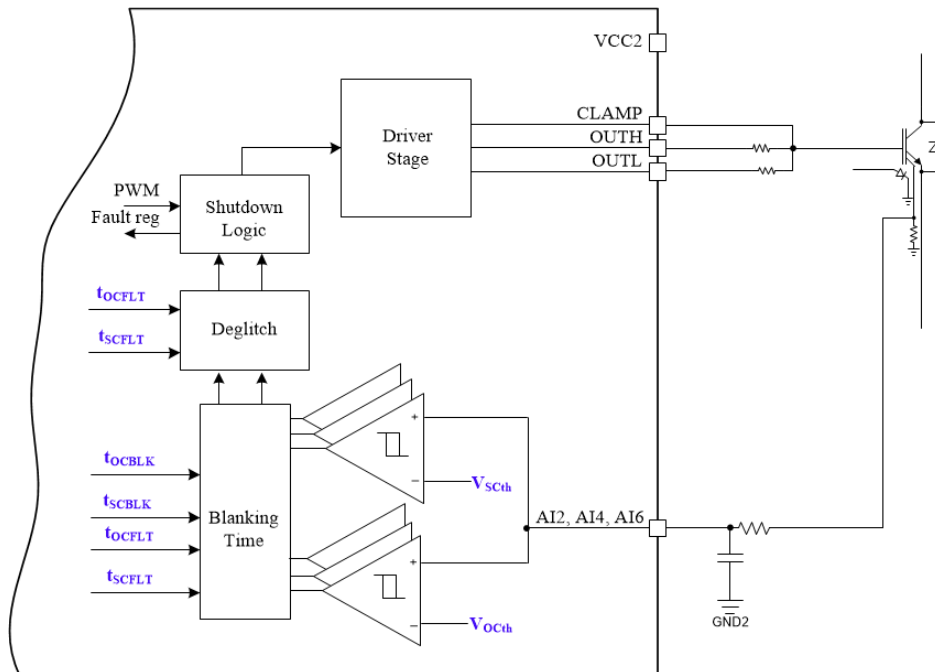 VCC2
CLAMP
OUTH
OUTL
Driver
Stage
Z
PWM
Fault reg
Shutdown
Logic
tOCFLT
tSCFLT
Deglitch
tOCBLK
tSCBLK
tOCFLT
tSCFLT
Blanking
Time
+
−
VSCth
AI2, AI4, AI6
+
−
VOCth
GND2